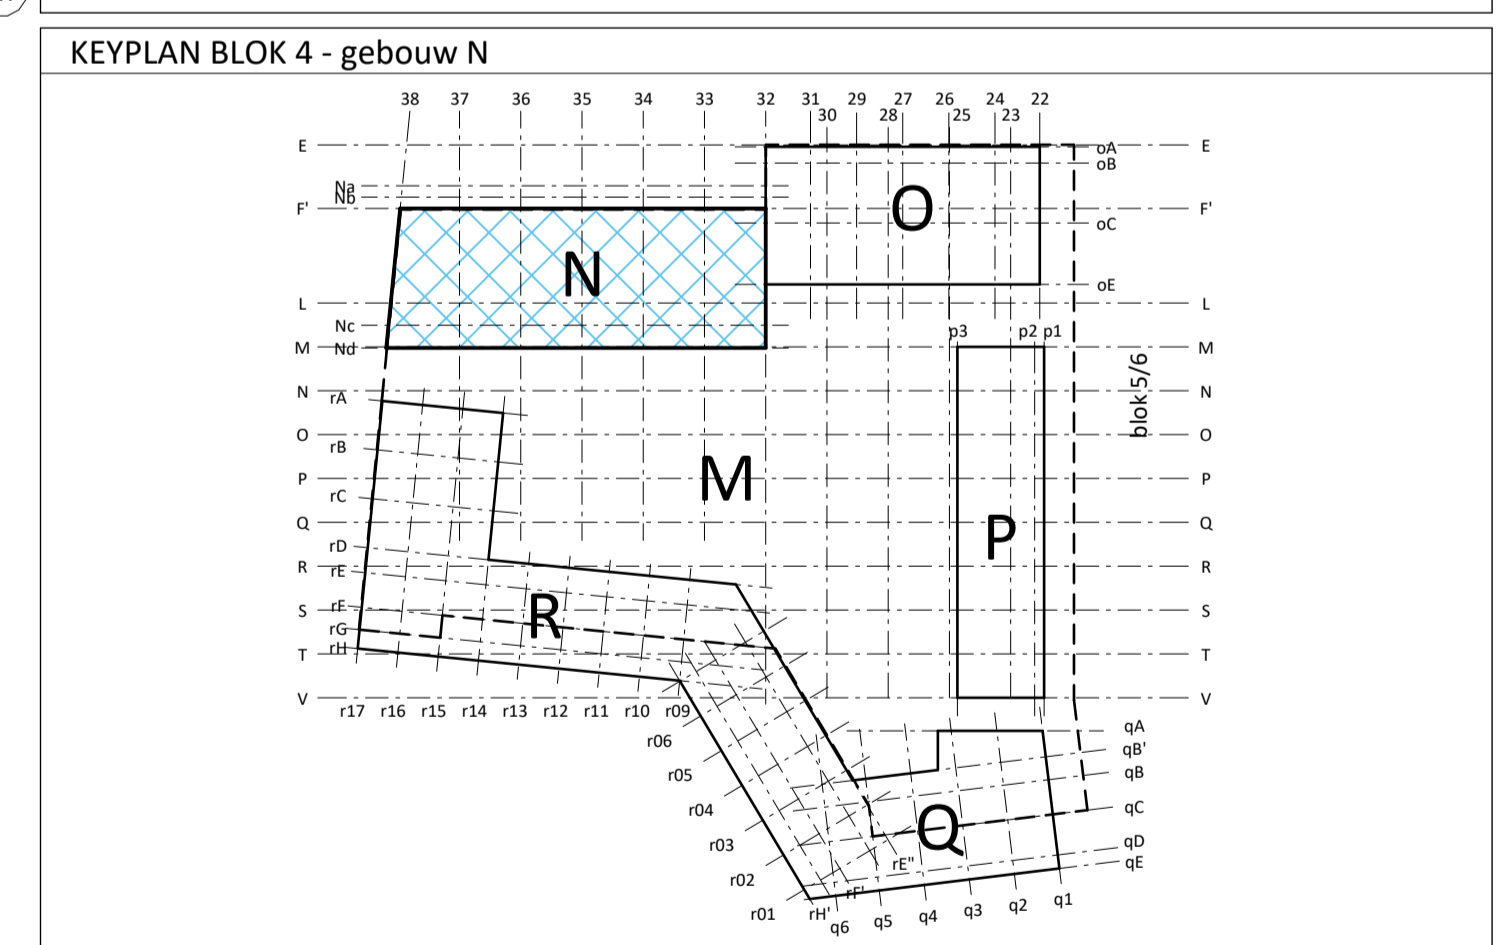 KEYPLAN BLOK 4 - gebouw N
38 37 36 35 34 33 32 31 29 27 26 24 22
30 28 25 23
E oA E
oB
Na
Nb
F' O F'
oC
N
oE
L L
Nc p3 p2 p1
M Nd M
blok 5/6
N N
rA
O O
rB
P M P
rC
Q Q
rD P
R R
rE
rF R
S S
rG
rH
T T
V V
r17 r16 r15 r14 r13 r12 r11 r10 r09
qA
r06 qB'
r05 qB
r04 qC
Q
r03 qD
rE" qE
r02
rF'
r01 rH' q6 q5 q4 q3 q2 q1